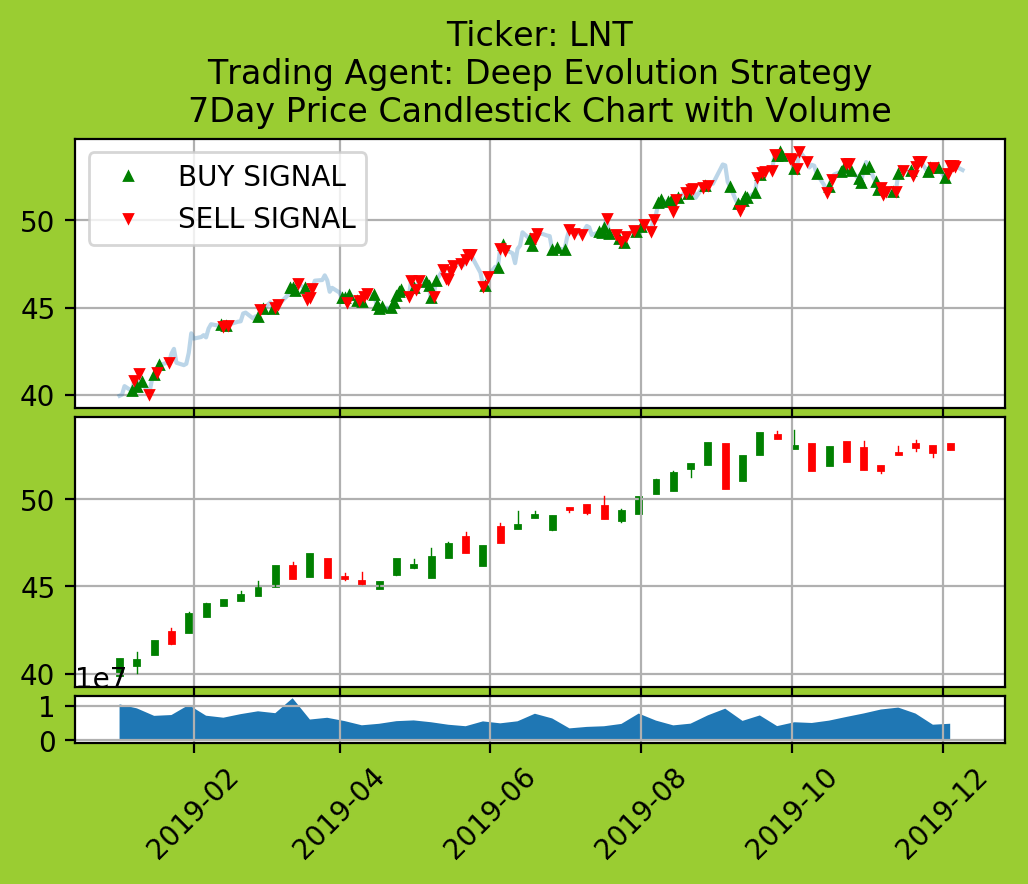 Ticker: LNT
Trading Agent: Deep Evolution Strategy
7Day Price Candlestick Chart with Volume
BUY SIGNAL
SELL SIGNAL
50
45
40
50
45
40
1e7
1
0
2019-02
2019-04
2019-06
2019-08
2019-10
2019-12